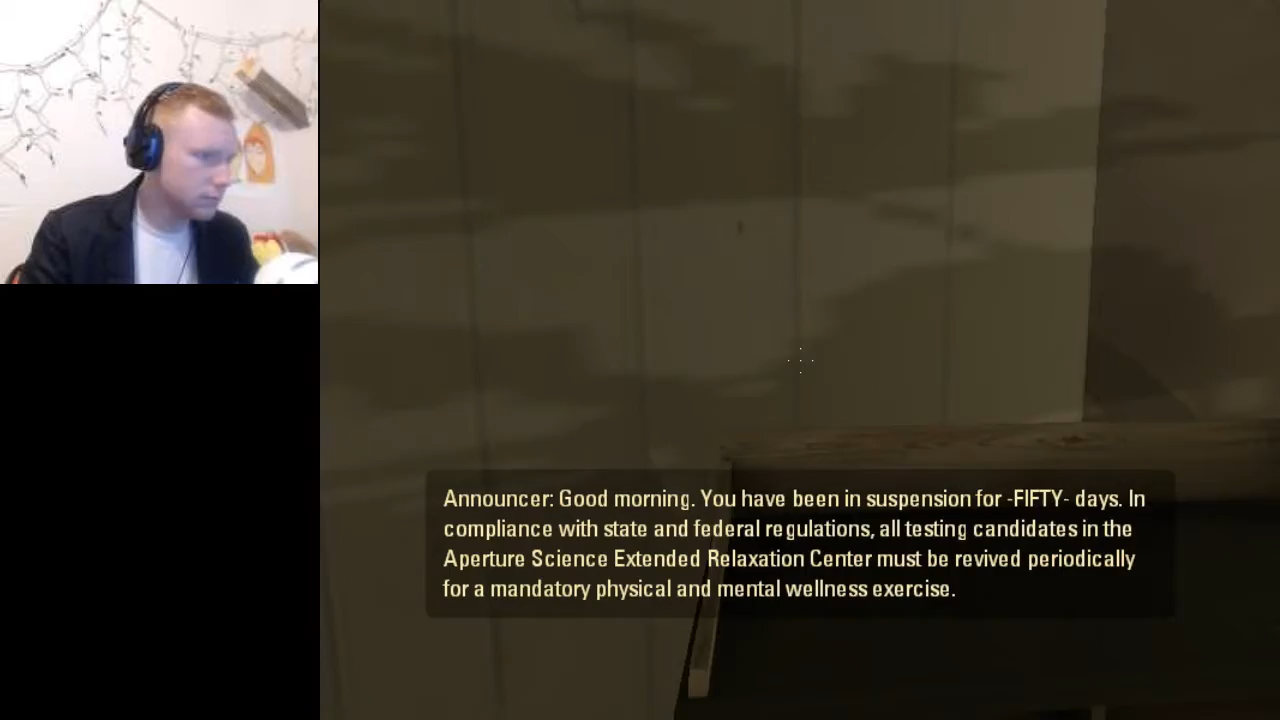 Announcer: Good morning. You have been in suspension for -FIFTY- days. In
compliance with state and federal regulations, all testing candidates in the
Aperture Science Extended Relaxation Center must be revived periodically
for a mandatory physical and mental wellness exercise.